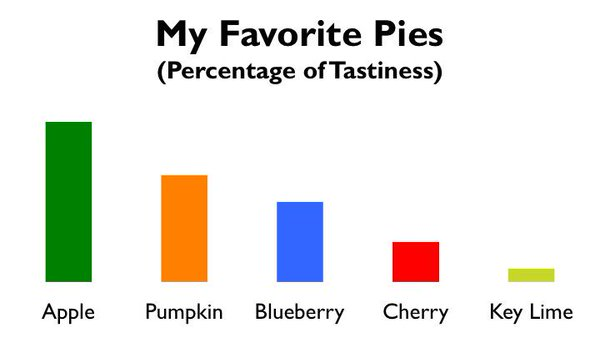 My Favorite Pies
(Percentage of Tastiness)
Apple Pumpkin Blueberry Cherry Key Lime